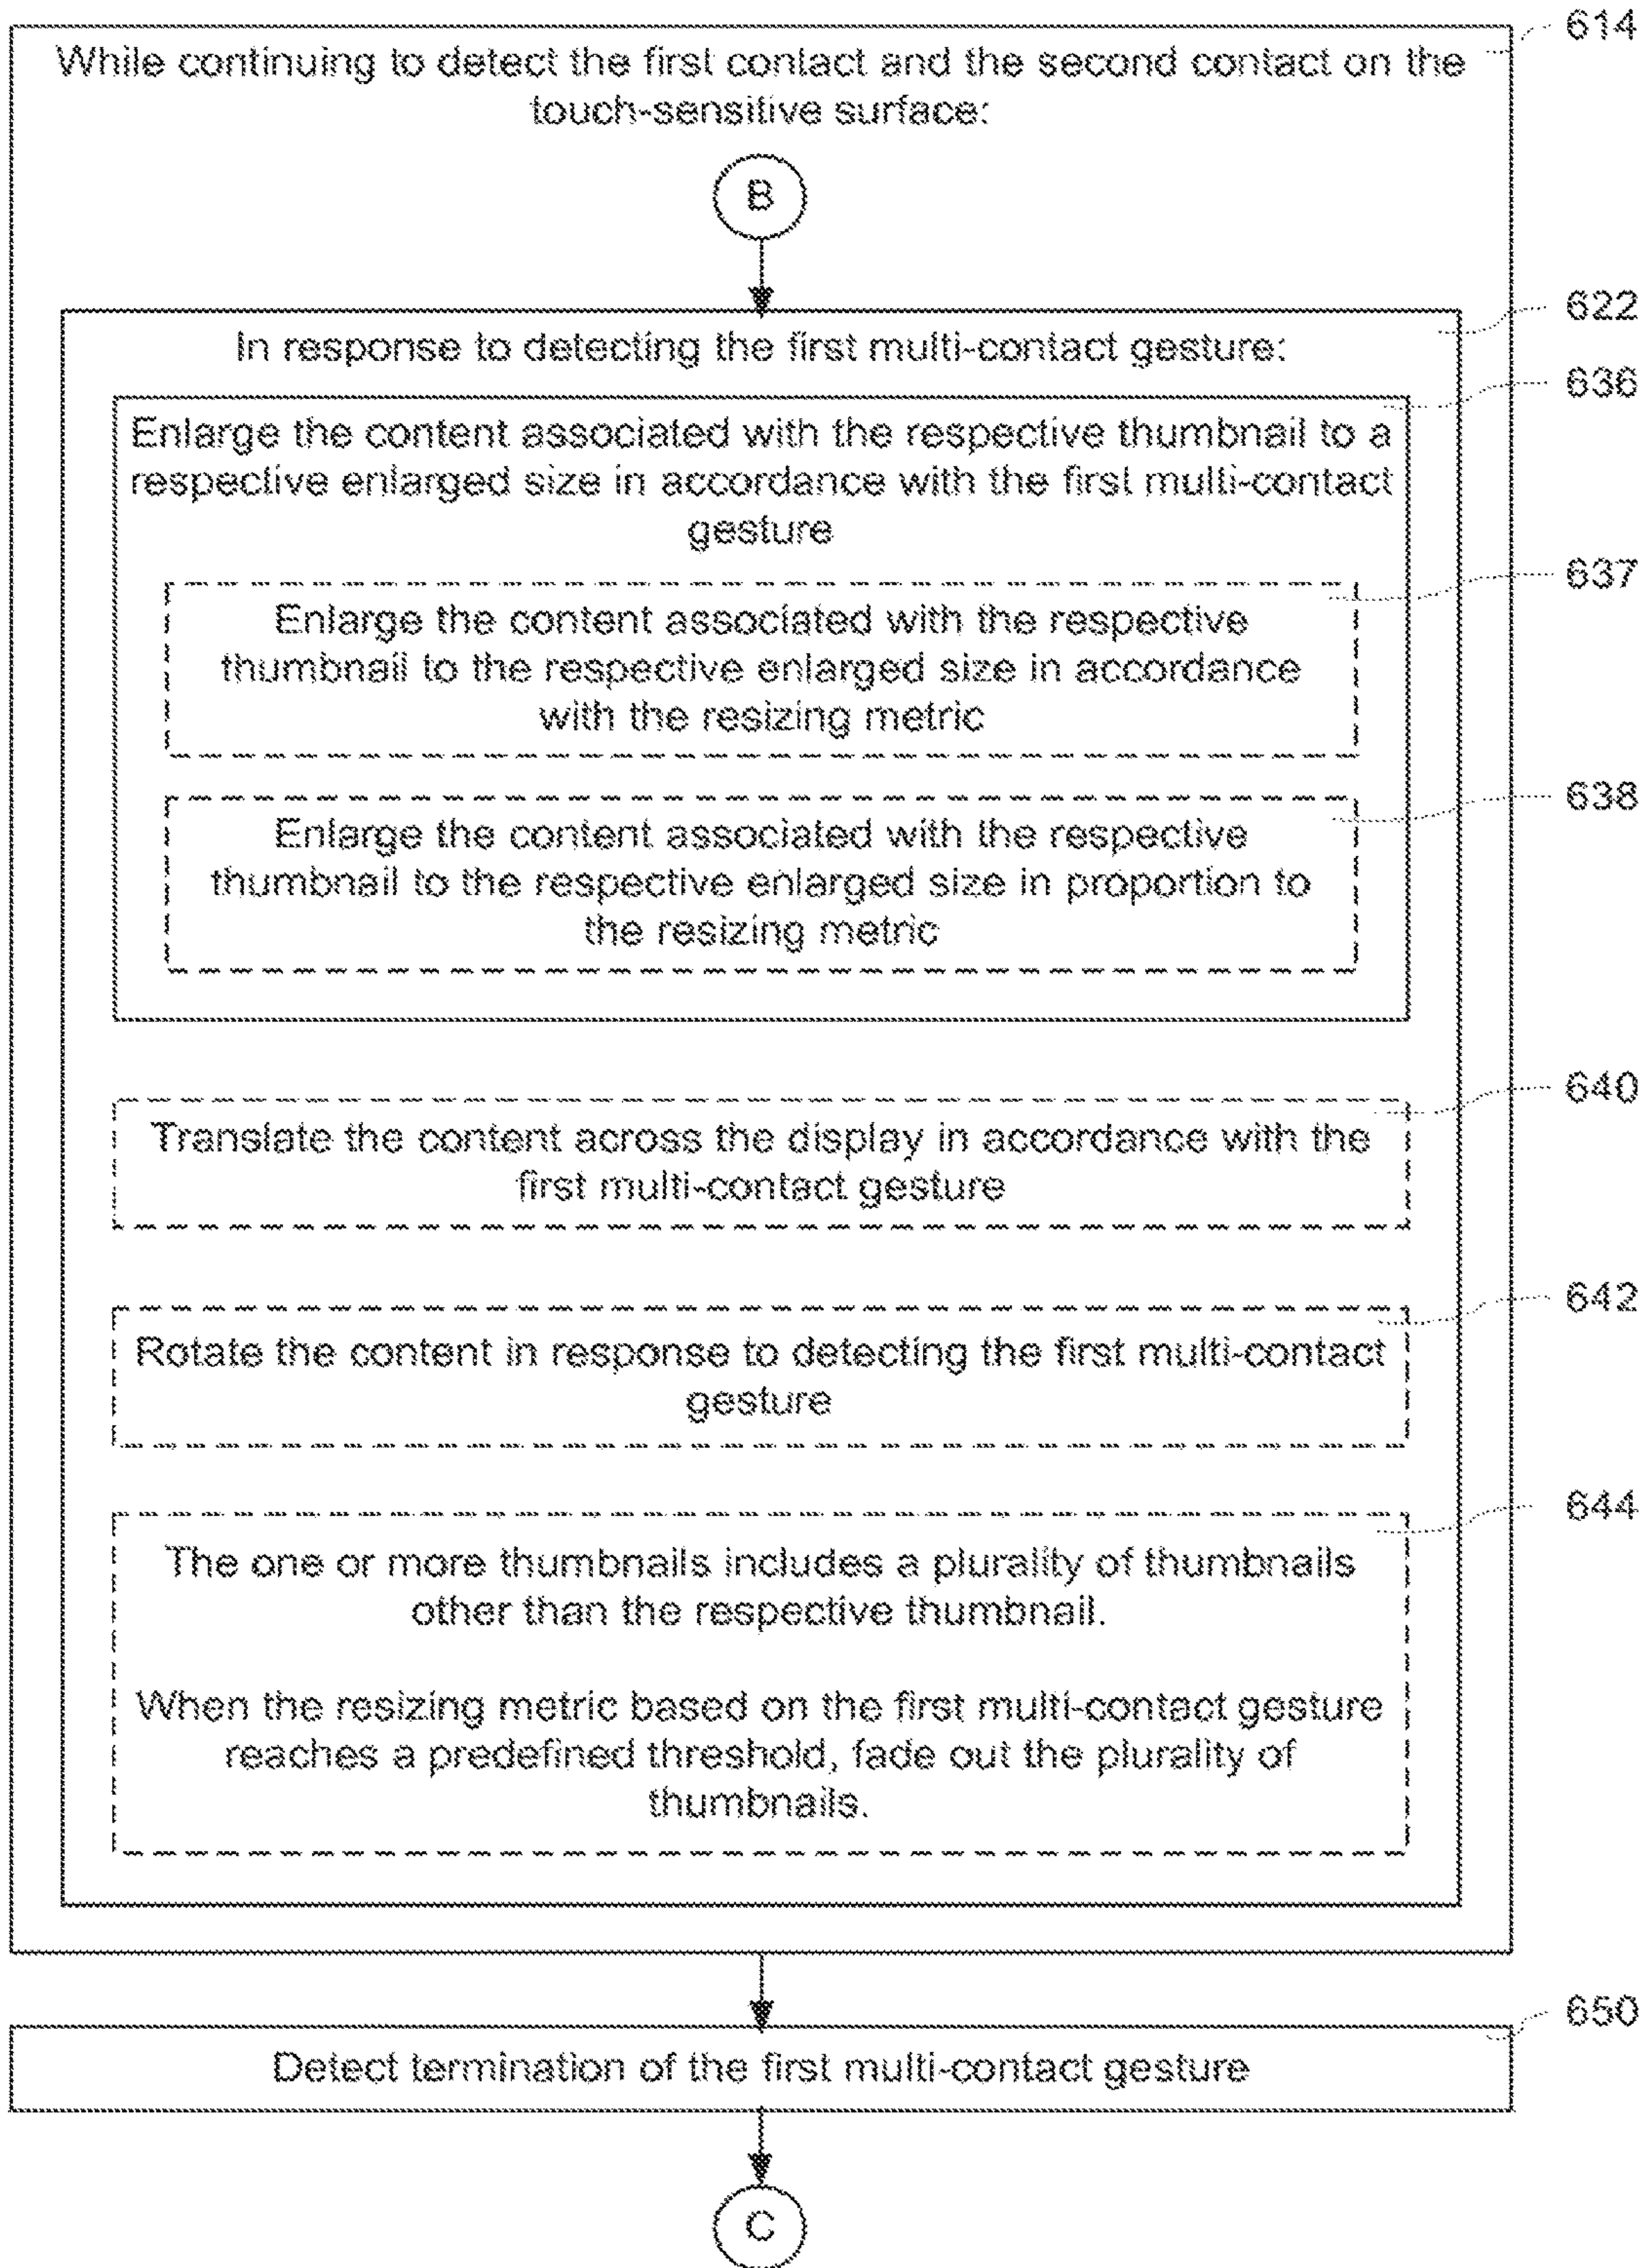 614
While continuing to detect the first contact and the second contact on the
touch-sensitive surface:
B
622
In response to detecting the first multi-contact gesture:
636
Enlarge the content associated with the respective thumbnail to a
respective enlarged size in accordance with the first multi-contact
gesture
637
Enlarge the content associated with the respective
thumbnail to the respective enlarged size in accordance
with the resizing metric
638
Enlarge the content associated with the respective
thumbnail to the respective enlarged size in proportion to
the resizing metric
640
Translate the content across the display in accordance with the
first multi-contact gesture
642
Rotate the content in response to detecting the first multi-contact
gesture
644
The one or more thumbnails includes a plurality of thumbnails
other than the respective thumbnail.
When the resizing metric based on the first multi-contact gesture
reaches a predefined threshold, fade out the plurality of
thumbnails.
650
Detect termination of the first multi-contact gesture
C